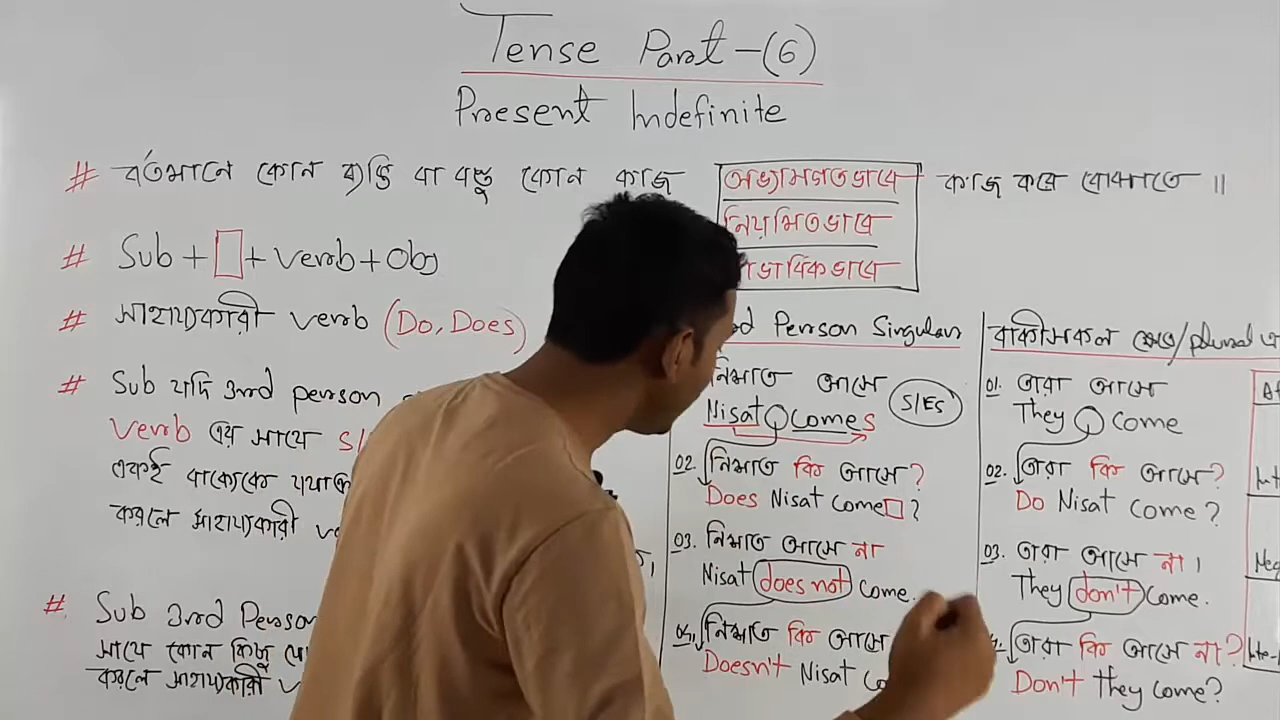 Tense Part-(6)
Present Indefinite
# বর্তমানে কোন ব্যক্তি বা বস্তু কোন কাজ অভ্যাসগতভাবে কাজ করে বোঝাতে ॥
নিয়মিতভাবে
# Sub + □ + verb + Obj
# সাহায্যকারী verb (Do, Does)
# Sub যদি 3rd person
verb এর সাথে S/
একই বাক্যেকে
করলে সাহায্যকারী
# Sub 3rd Person
সাথে কোন কিছু
করলে সাহায্যকারী
Person Singular
নিসাত আসে
S/Es
Nisat Comes
02. নিসাত কি আসে?
Does Nisat Come□?
03. নিসাত আসে না
Nisat does not Come.
নিসাত কি আসে
Doesn't Nisat
বাকীসকল ক্ষেত্রে/plural
01. তারা আসে
They Come
02. তারা কি আসে?
Do Nisat Come?
03. তারা আসে না।
They don't Come.
তারা কি আসে না?
Don't they Come?